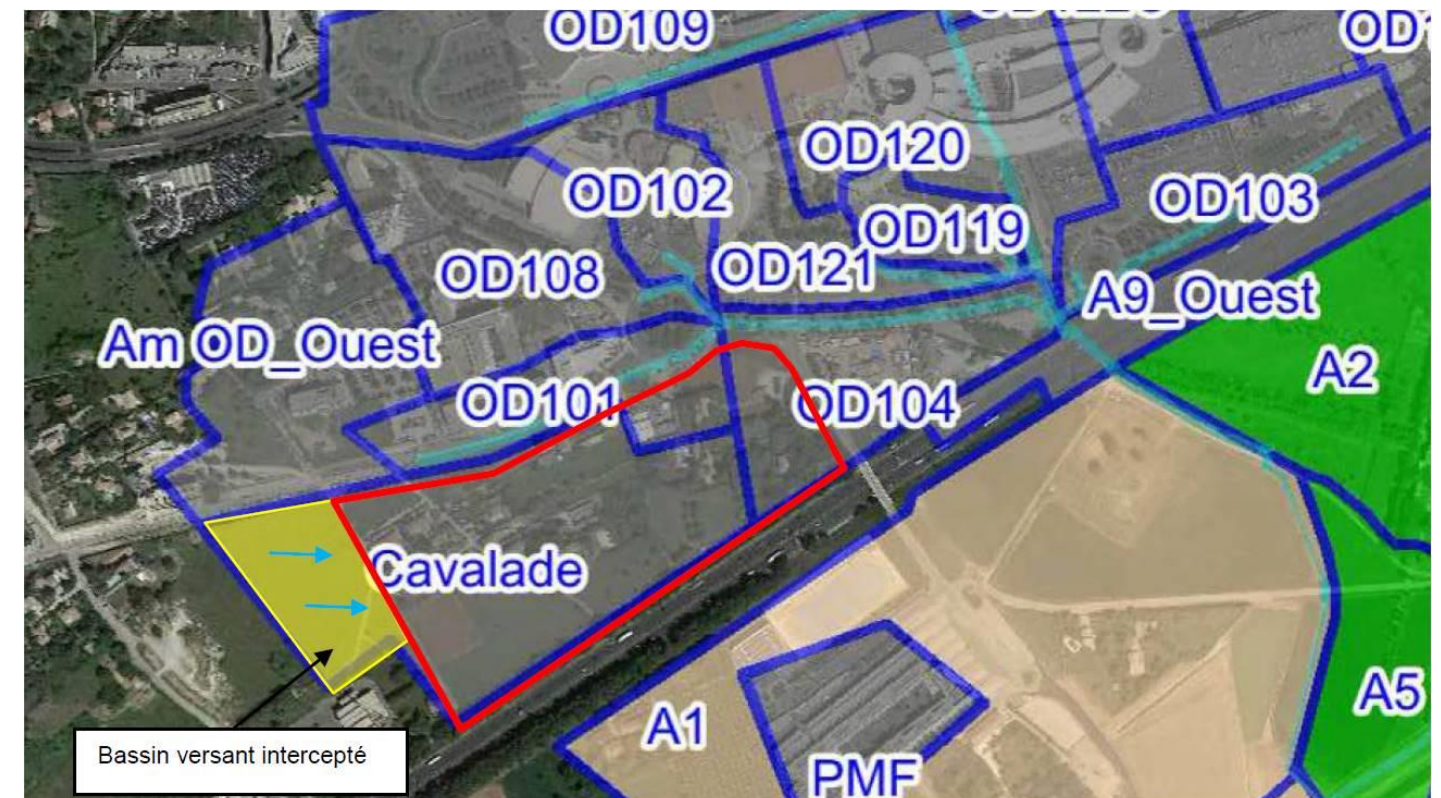 OD109
OD1
OD120
OD102
OD103
OD119
OD121
OD108
A9_Ouest
Am OD_Ouest
A2
OD101
OD104
Cavalade
A5
A1
Bassin versant intercepté
PMF